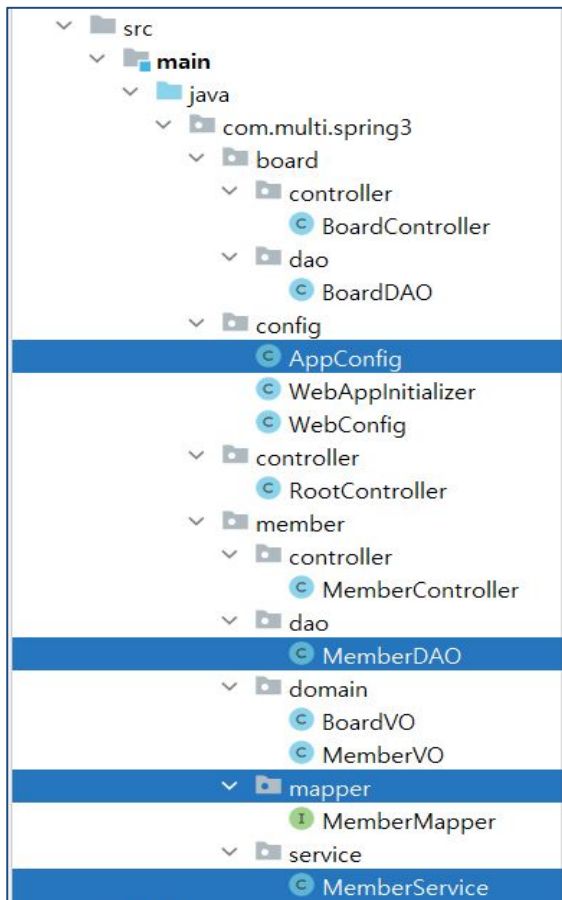 src
main
java
com.multi.spring3
board
controller
BoardController
dao
BoardDAO
config
AppConfig
WebAppInitializer
WebConfig
controller
RootController
member
controller
MemberController
dao
MemberDAO
domain
BoardVO
MemberVO
mapper
MemberMapper
service
MemberService